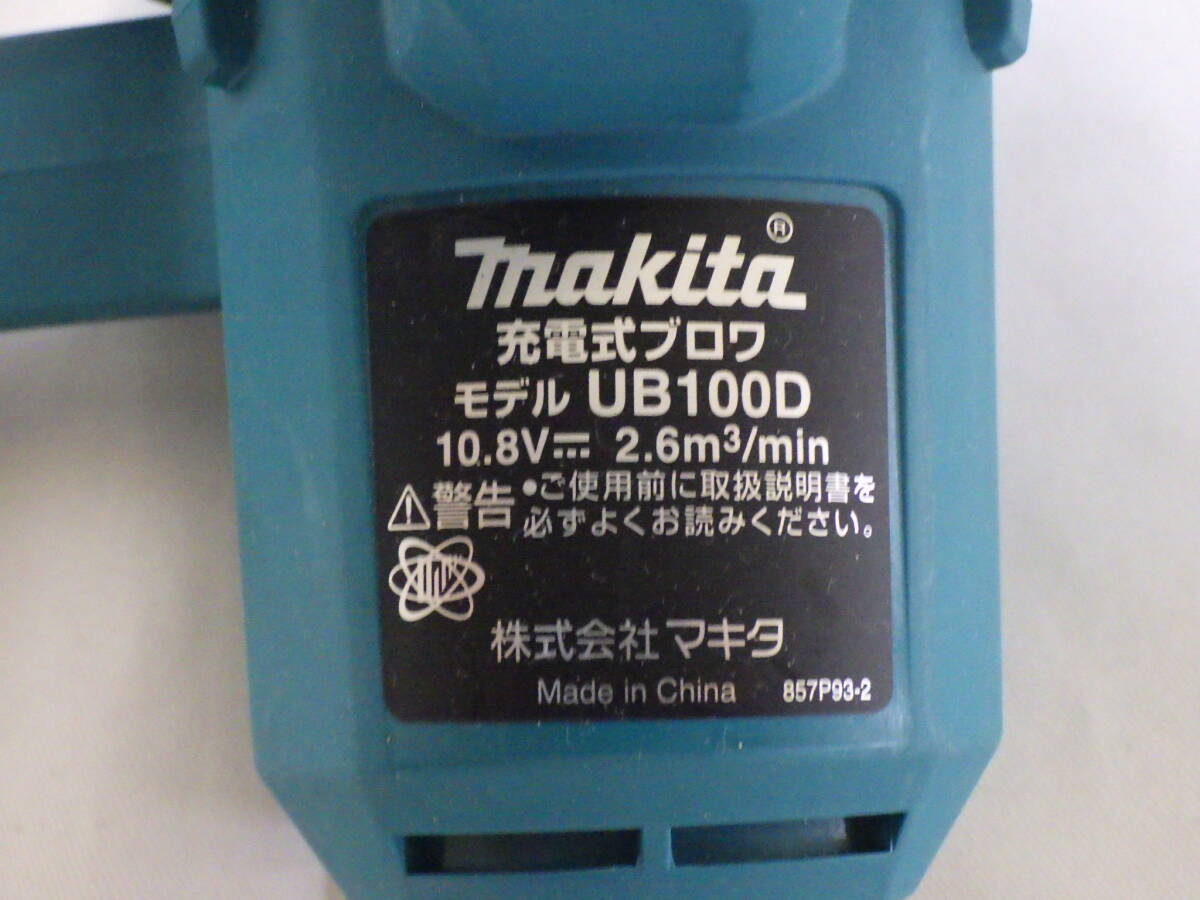 makita®
充電式ブロワ
モデル UB100D
10.8V⎓ 2.6m³/min
⚠警告 •ご使用前に取扱説明書を
必ずよくお読みください。
株式会社マキタ
Made in China 857P93-2